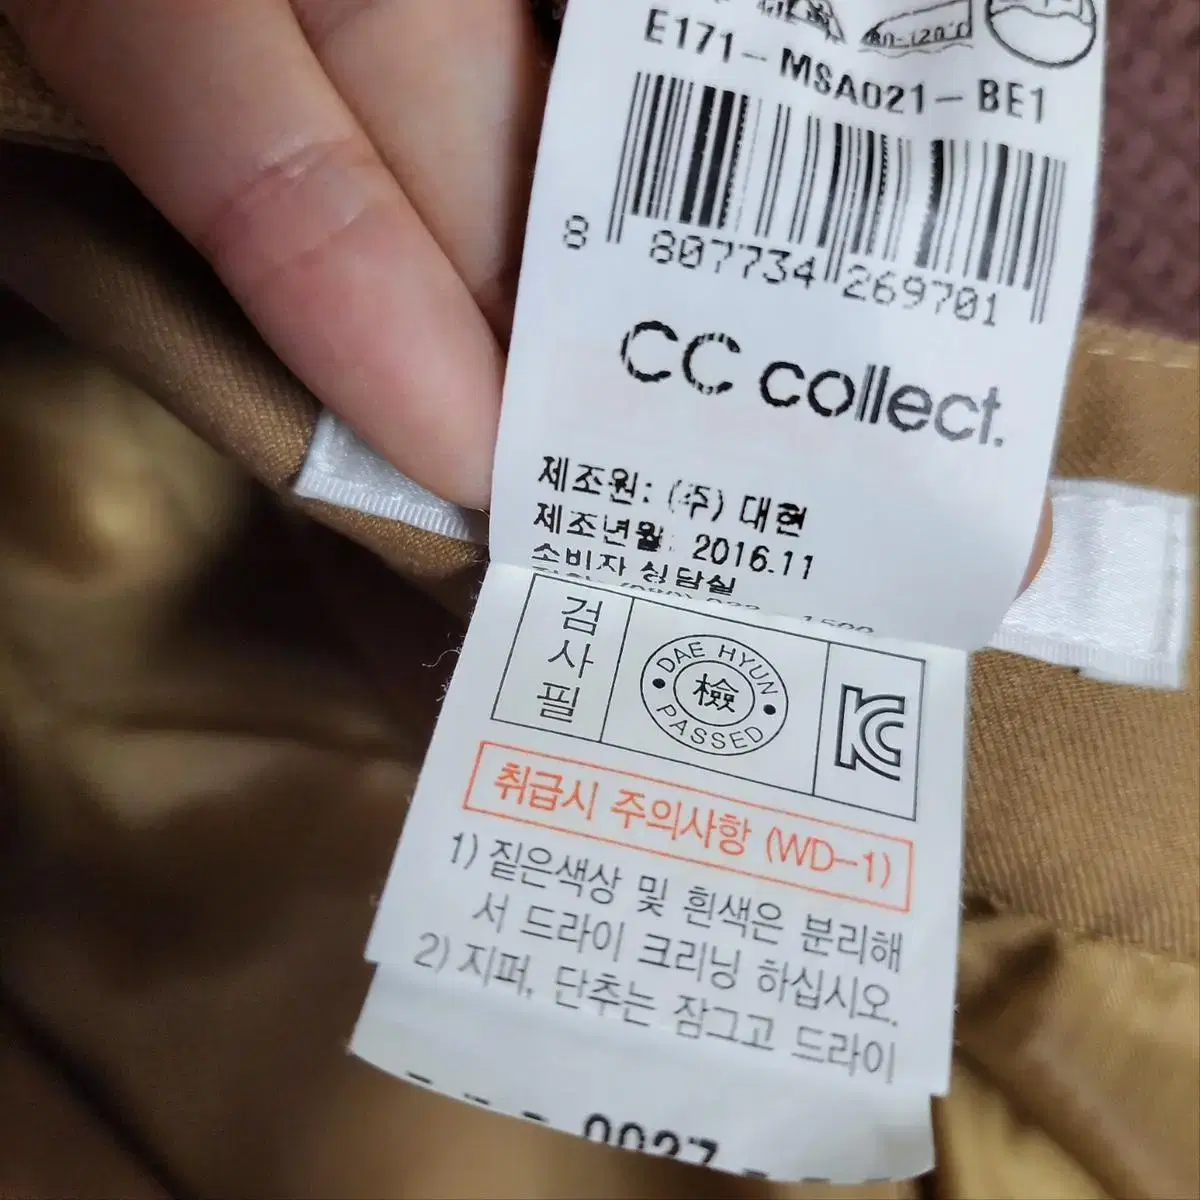 80-120°C
E171-MSA021-BE1
8 807734 269701
CC collect.
제조원: (주) 대현
제조년월: 2016.11
소비자 상담실
검사필
DAE HYUN
檢
PASSED
KC
취급시 주의사항 (WD-1)
1) 짙은색상 및 흰색은 분리해
서 드라이 크리닝 하십시오.
2) 지퍼, 단추는 잠그고 드라이
0027